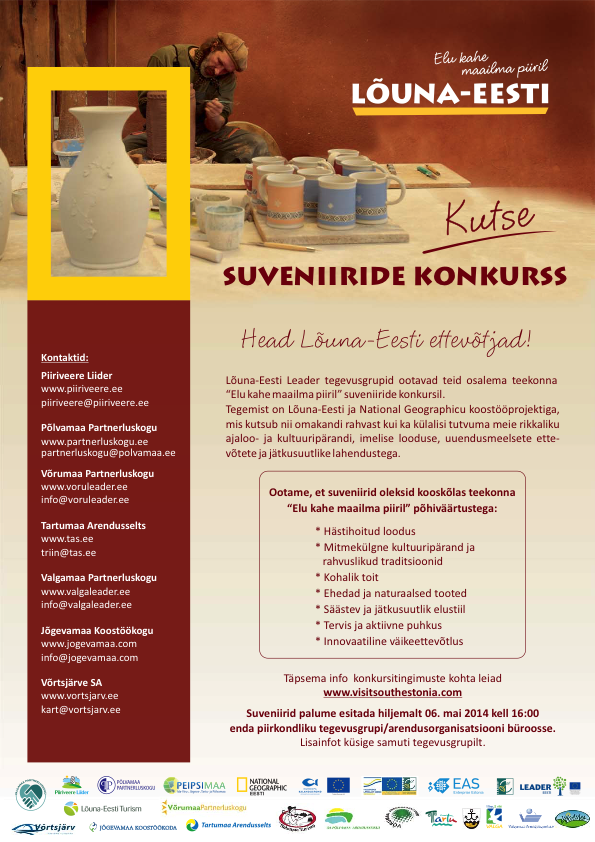 Elu kahe
maailma piiril
LÕUNA-EESTI
Kutse
SUVENIIRIDE KONKURSS
Head Lõuna-Eesti ettevõtjad!
Kontaktid:
Piiriveere Liider
www.piiriveere.ee
piiriveere@piiriveere.ee
Põlvamaa Partnerluskogu
www.partnerluskogu.ee
partnerluskogu@polvamaa.ee
Võrumaa Partnerluskogu
www.voruleader.ee
info@voruleader.ee
Tartumaa Arendusselts
www.tas.ee
triin@tas.ee
Valgamaa Partnerluskogu
www.valgaleader.ee
info@valgaleader.ee
Jõgevamaa Koostöökogu
www.jogevamaa.com
info@jogevamaa.com
Võrtsjärve SA
www.vortsjarv.ee
kart@vortsjarv.ee
Lõuna-Eesti Leader tegevusgrupid ootavad teid osalema teekonna
“Elu kahe maailma piiril” suveniiride konkursil.
Tegemist on Lõuna-Eesti ja National Geographicu koostööprojektiga,
mis kutsub nii omakandi rahvast kui ka külalisi tutvuma meie rikkaliku
ajaloo- ja kultuuripärandi, imelise looduse, uuendusmeelsete ette-
võtete ja jätkusuutlike lahendustega.
Ootame, et suveniirid oleksid kooskõlas teekonna
“Elu kahe maailma piiril” põhiväärtustega:
* Hästihoitud loodus
* Mitmekülgne kultuuripärand ja
rahvuslikud traditsioonid
* Kohalik toit
* Ehedad ja naturaalsed tooted
* Säästev ja jätkusuutlik elustiil
* Tervis ja aktiivne puhkus
* Innovaatiline väikeettevõtlus
Täpsema info konkursitingimuste kohta leiad
www.visitsouthestonia.com
Suveniirid palume esitada hiljemalt 06. mai 2014 kell 16:00
enda piirkondliku tegevusgrupi/arendusorganisatsiooni büroosse.
Lisainfot küsige samuti tegevusgrupilt.
Piiriveere Liider
PÕLVAMAA
PARTNERLUSKOGU
PEIPSIMAA
NATIONAL
GEOGRAPHIC
EESTI
EAS
LEADER
EESTI
Lõuna-Eesti Turism
VõrumaaPartnerluskogu
Võrtsjärv
JÕGEVAMAA KOOSTÖÖKODA
Tartumaa Arendusselts
Tartu